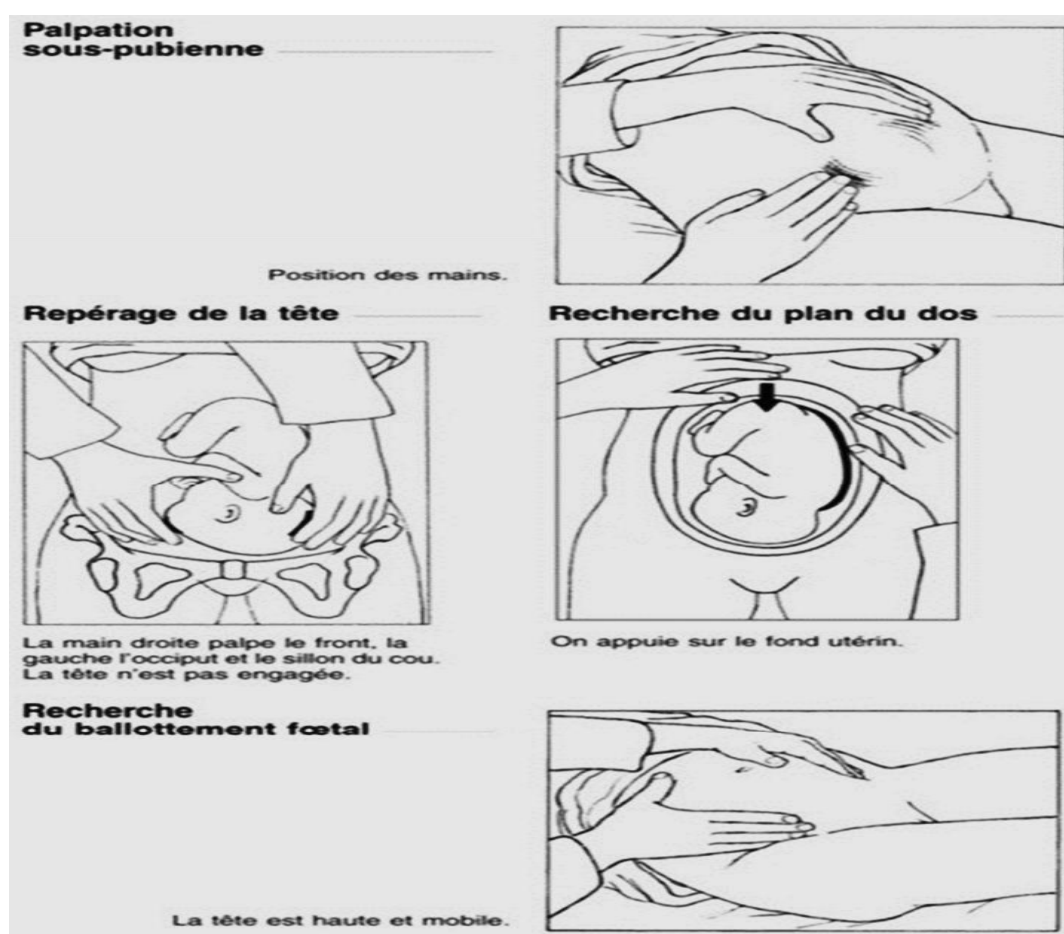 Palpation
sous-pubienne
Position des mains.
Repérage de la tête
Recherche du plan du dos
La main droite palpe le front, la
gauche l'occiput et le sillon du cou.
La tête n'est pas engagée.
On appuie sur le fond utérin.
Recherche
du ballottement fœtal
La tête est haute et mobile.